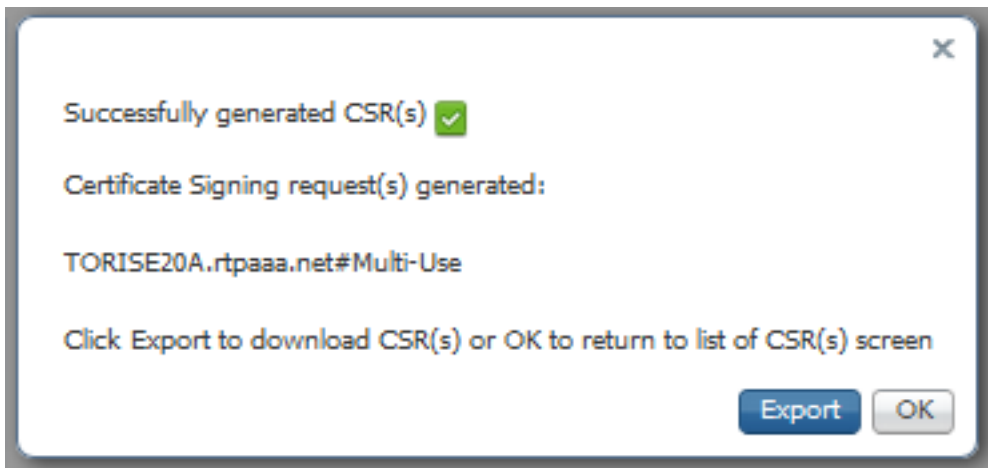 Successfully generated CSR(s)
Certificate Signing request(s) generated:
TORISE20A.rtpaaa.net#Multi-Use
Click Export to download CSR(s) or OK to return to list of CSR(s) screen
Export OK